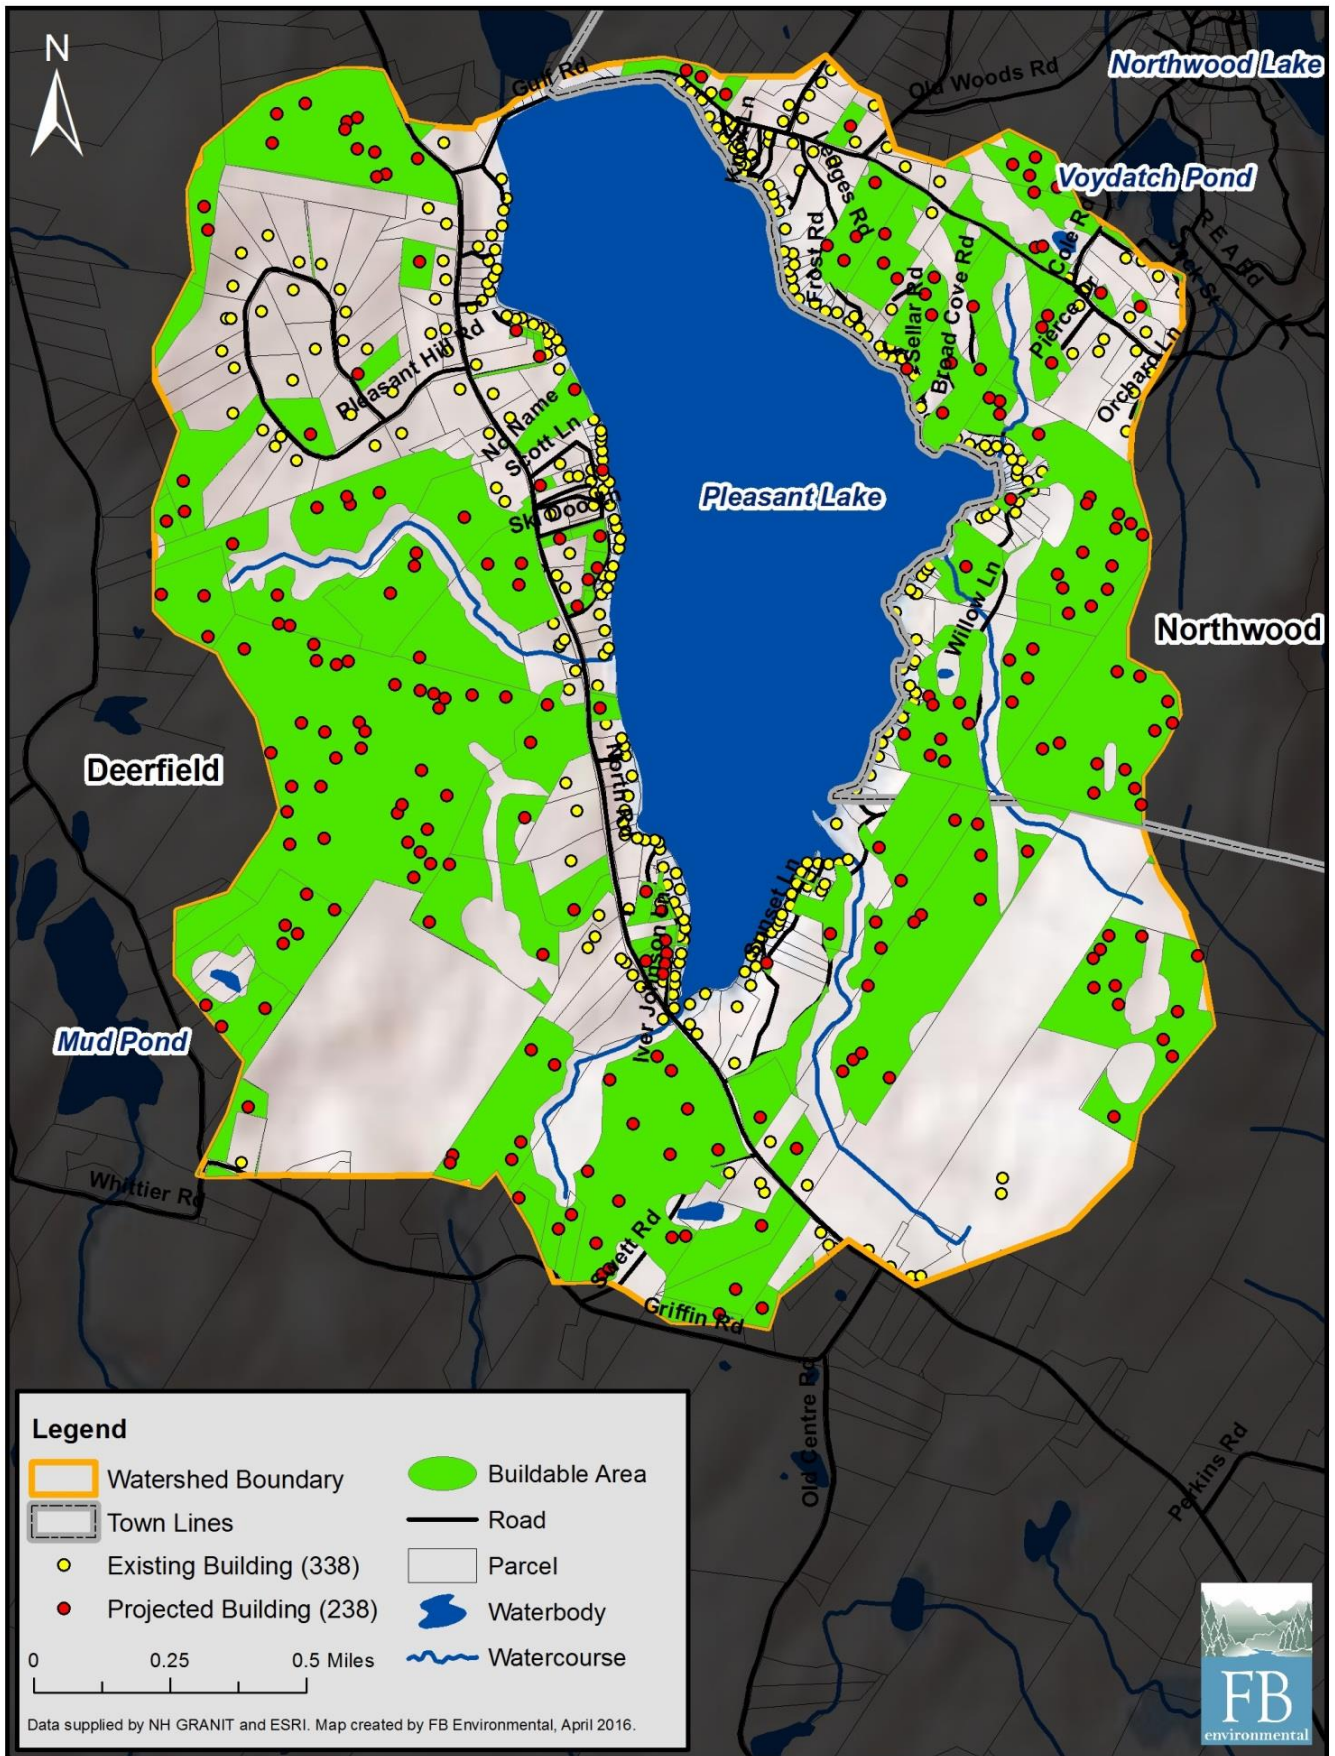 N
Northwood Lake
Gulf Rd
Old Woods Rd
Voydatch Pond
Frost Rd
Cole Rd
Sellar Rd
Broad Cove Rd
Orchard Ln
Pleasant Hill Rd
No Name
Scott Ln
Pleasant Lake
Willow Ln
Northwood
Deerfield
North Rd
Sunset Ln
Iver Johnson Ln
Mud Pond
Whittier Rd
Swett Rd
Griffin Rd
Old Centre Rd
Perkins Rd
Legend
Watershed Boundary
Town Lines
Existing Building (338)
Projected Building (238)
Buildable Area
Road
Parcel
Waterbody
Watercourse
0 0.25 0.5 Miles
Data supplied by NH GRANIT and ESRI. Map created by FB Environmental, April 2016.
FB
environmental